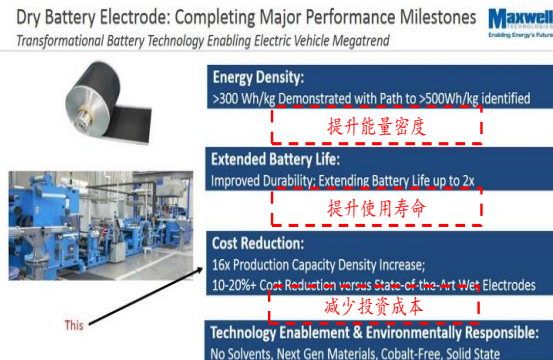 Dry Battery Electrode: Completing Major Performance Milestones
Maxwell
TECHNOLOGIES
Enabling Energy's Future
Transformational Battery Technology Enabling Electric Vehicle Megatrend
Energy Density:
>300 Wh/kg Demonstrated with Path to >500Wh/kg identified
提升能量密度
Extended Battery Life:
Improved Durability; Extending Battery Life up to 2x
提升使用寿命
Cost Reduction:
16x Production Capacity Density Increase;
10-20%+ Cost Reduction versus State-of-the-Art Wet Electrodes
减少投资成本
This
Technology Enablement & Environmentally Responsible:
No Solvents, Next Gen Materials, Cobalt-Free, Solid State